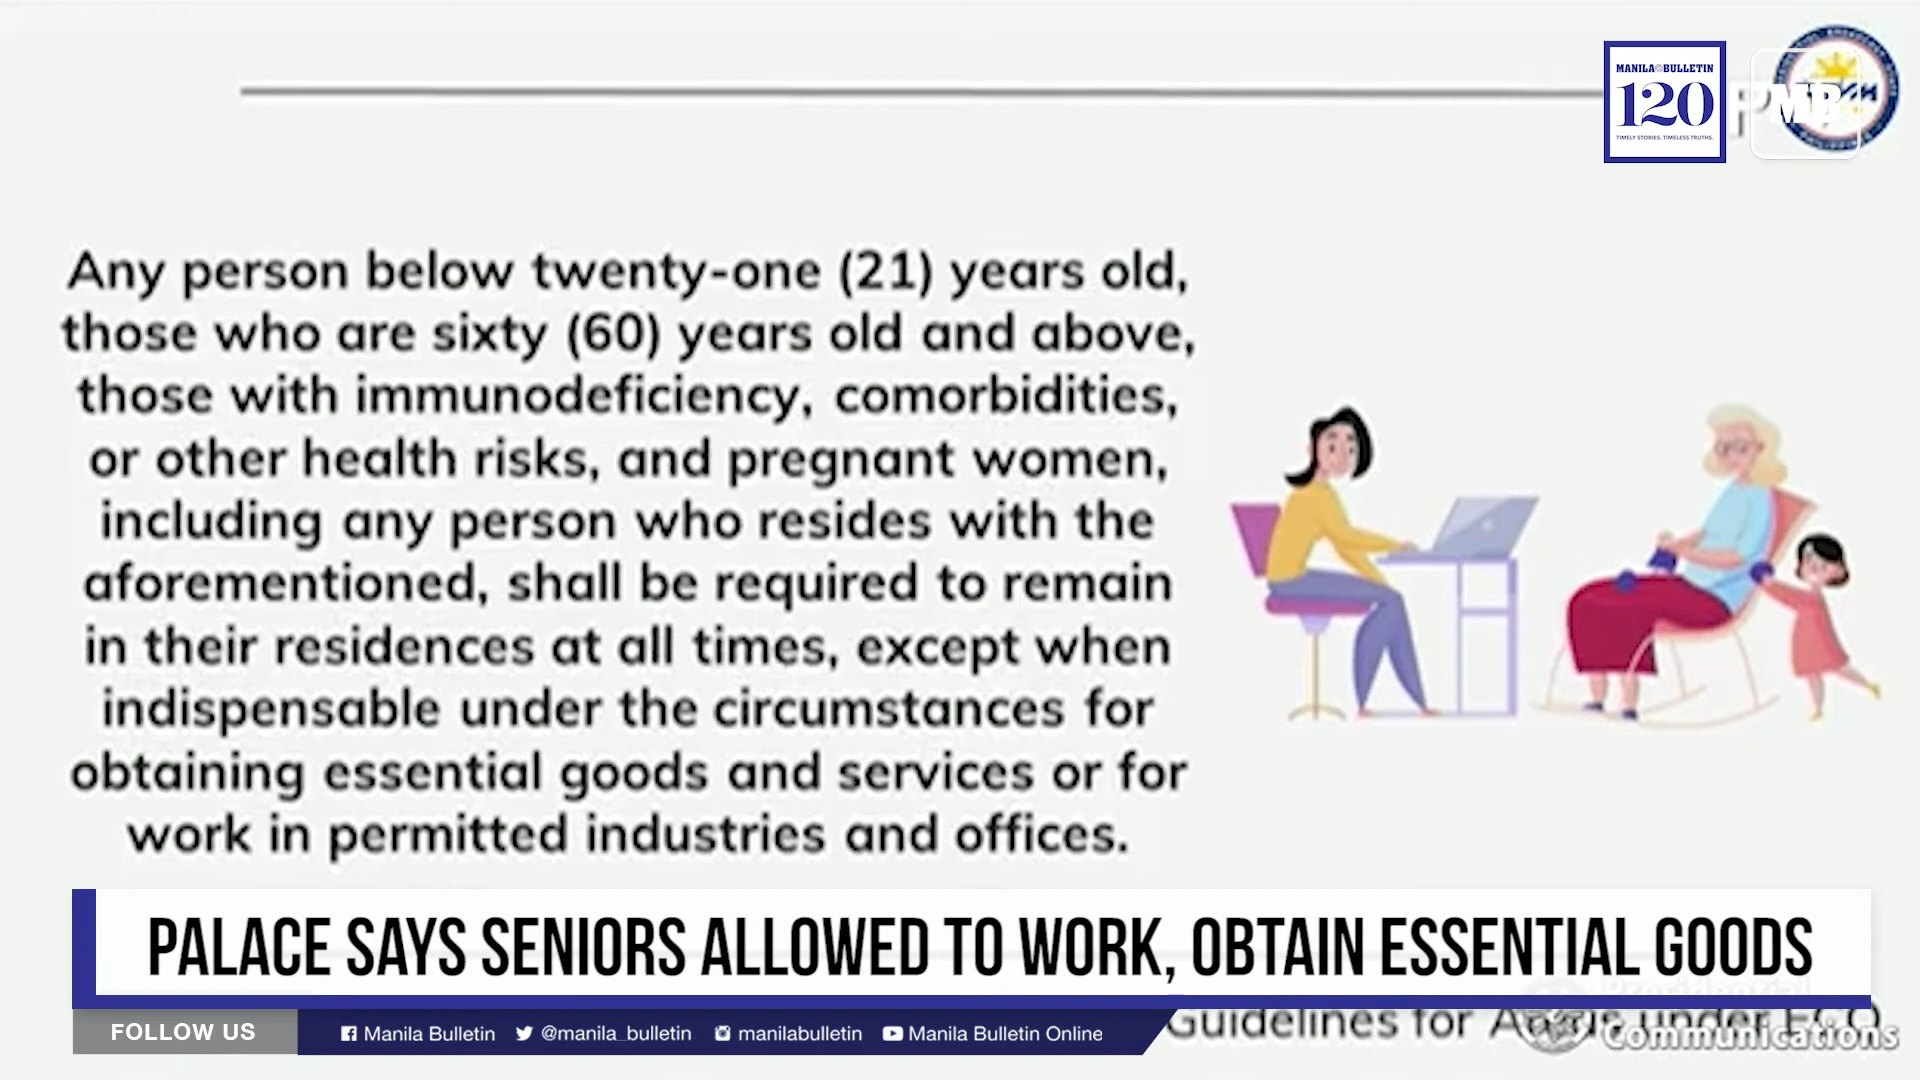 MANILA BULLETIN
120
TIMELY STORIES. TIMELESS TRUTHS.
MB
Any person below twenty-one (21) years old,
those who are sixty (60) years old and above,
those with immunodeficiency, comorbidities,
or other health risks, and pregnant women,
including any person who resides with the
aforementioned, shall be required to remain
in their residences at all times, except when
indispensable under the circumstances for
obtaining essential goods and services or for
work in permitted industries and offices.
PALACE SAYS SENIORS ALLOWED TO WORK, OBTAIN ESSENTIAL GOODS
Presidential
Communications
Guidelines for under ECQ
FOLLOW US
Manila Bulletin @manila_bulletin manilabulletin Manila Bulletin Online